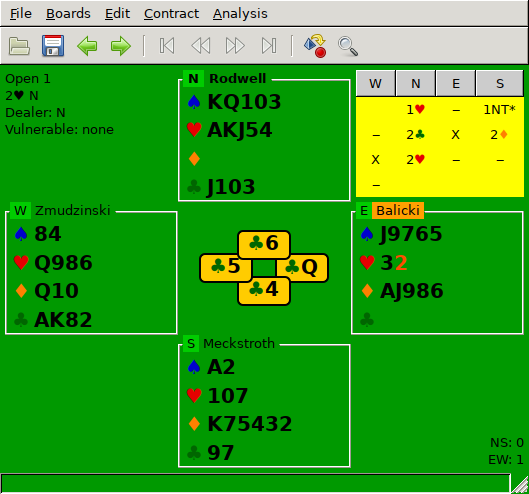 File Boards Edit Contract Analysis
Open 1
2♥ N
Dealer: N
Vulnerable: none
N Rodwell
♠ KQ103
♥ AKJ54
♦
♣ J103
W N E S
1♥ – 1NT*
– 2♣ X 2♦
X 2♥ – –
–
W Zmudzinski
♠ 84
♥ Q986
♦ Q10
♣ AK82
♣6
♣5 ♣Q
♣4
E Balicki
♠ J9765
♥ 32
♦ AJ986
♣
S Meckstroth
♠ A2
♥ 107
♦ K75432
♣ 97
NS: 0
EW: 1